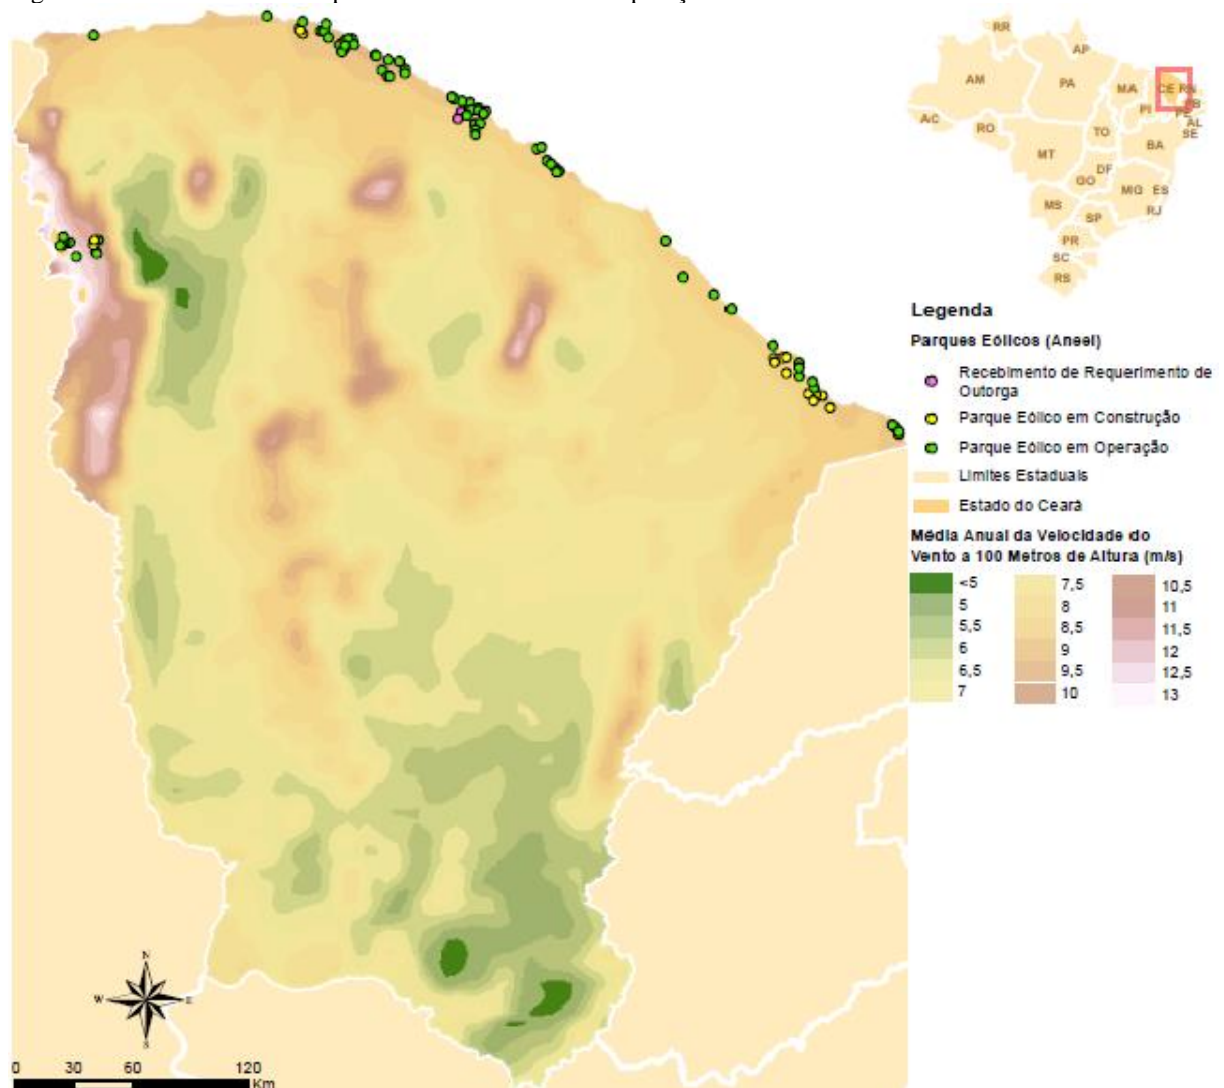 RR
AP
AM
PA
MA
CE
RN
PI
PE
PB
AL
SE
AC
RO
TO
BA
MT
DF
GO
MG
ES
MS
SP
RJ
PR
SC
RS
Legenda
Parques Eólicos (Aneel)
Recebimento de Requerimento de
Outorga
Parque Eólico em Construção
Parque Eólico em Operação
Limites Estaduais
Estado do Ceará
Média Anual da Velocidade do
Vento a 100 Metros de Altura (m/s)
<5
5
5,5
6
6,5
7
7,5
8
8,5
9
9,5
10
10,5
11
11,5
12
12,5
13
N
W
E
S
0 30 60 120
Km